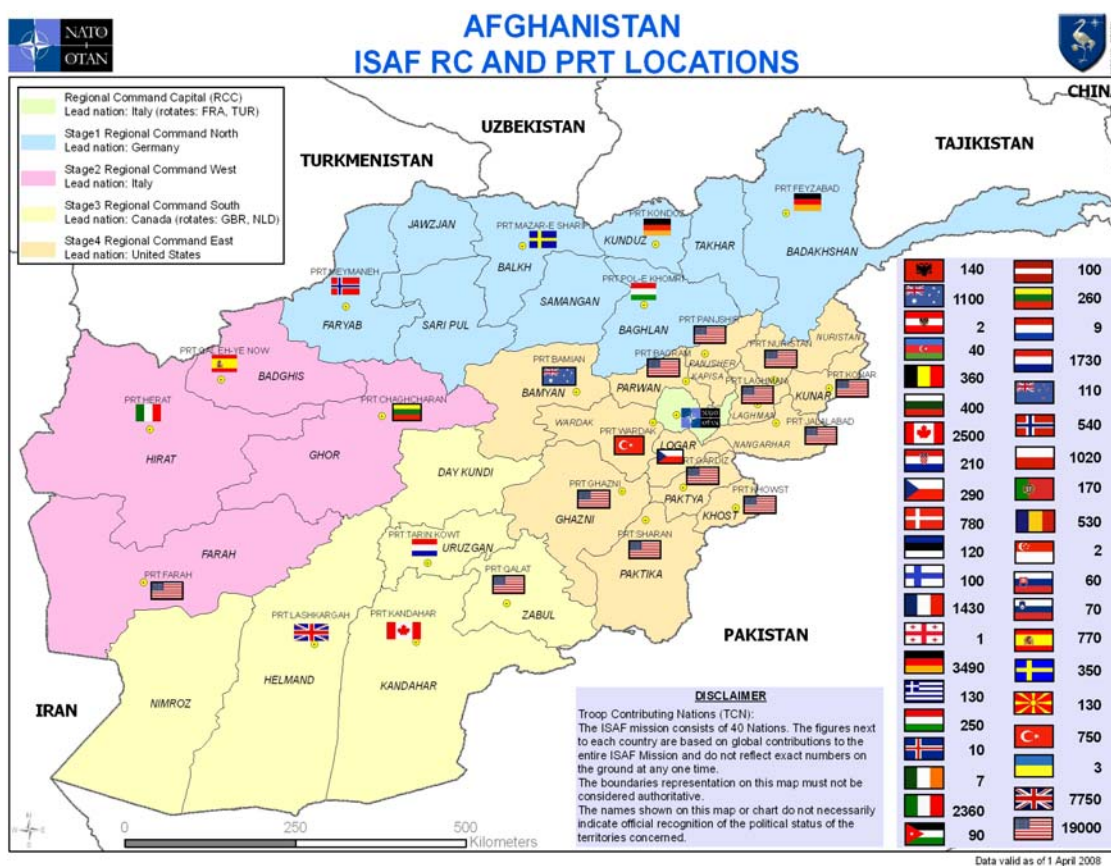 NATO
OTAN
AFGHANISTAN
ISAF RC AND PRT LOCATIONS
Regional Command Capital (RCC)
Lead nation: Italy (rotates: FRA, TUR)
Stage1 Regional Command North
Lead nation: Germany
Stage2 Regional Command West
Lead nation: Italy
Stage3 Regional Command South
Lead nation: Canada (rotates: GBR, NLD)
Stage4 Regional Command East
Lead nation: United States
CHINA
UZBEKISTAN
TURKMENISTAN
TAJIKISTAN
PRT FEYZABAD
BADAKHSHAN
JAWZJAN
PRT MAZAR-E SHARIF
BALKH
PRT KONDOZ
KUNDUZ
TAKHAR
PRT MEYMANEH
FARYAB
SARI PUL
SAMANGAN
PRT POL-E KHOMRI
BAGHLAN
PRT PANJSHIR
PANJSHER
KAPISA
NURISTAN
PRT NURISTAN
PRT BAGRAM
PARWAN
PRT LAGHMAN
LAGHMAN
PRT KONAR
KUNAR
PRT QALEH-YE NOW
BADGHIS
PRT BAMIAN
BAMYAN
PRT HERAT
HIRAT
PRT CHAGHCHARAN
GHOR
WARDAK
PRT WARDAK
NATO
OTAN
LOGAR
PRT JALALABAD
NANGARHAR
DAY KUNDI
PRT GARDIZ
PAKTYA
PRT GHAZNI
GHAZNI
PRT KHOWST
KHOST
PRT SHARAN
PAKTIKA
FARAH
PRT FARAH
PRT TARIN KOWT
URUZGAN
PRT QALAT
ZABUL
PRT LASHKARGAH
HELMAND
PRT KANDAHAR
KANDAHAR
NIMROZ
PAKISTAN
IRAN
140
1100
2
40
360
400
2500
210
290
780
120
100
1430
1
3490
130
250
10
7
2360
90
100
260
9
1730
110
540
1020
170
530
2
60
70
770
350
130
750
3
7750
19000
DISCLAIMER
Troop Contributing Nations (TCN):
The ISAF mission consists of 40 Nations. The figures next
to each country are based on global contributions to the
entire ISAF Mission and do not reflect exact numbers on
the ground at any one time.
The boundaries representation on this map must not be
considered authoritative.
The names shown on this map or chart do not necessarily
indicate official recognition of the political status of the
territories concerned.
0
250
500
Kilometers
Data valid as of 1 April 2008